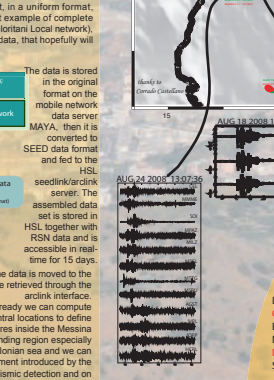 t, in a uniform format,
t example of complete
eloritani Local network),
data, that hopefully will
The data is stored
in the original
format on the
mobile network
data server
MAYA, then it is
converted to
SEED data format
and fed to the
HSL
seedlink/arclink
server. The
assembled data
set is stored in
HSL together with
RSN data and is
accessible in real-
time for 15 days.
e data is moved to the
e retrieved through the
arclink interface.
ready we can compute
ntral locations to define
res inside the Messina
nding region especially
onian sea and we can
ment introduced by the
ismic detection and on
work
ata
thanks to
Corrado Castellano
15
AUG 18 2008 1
AUG 24 2008 13:07:36